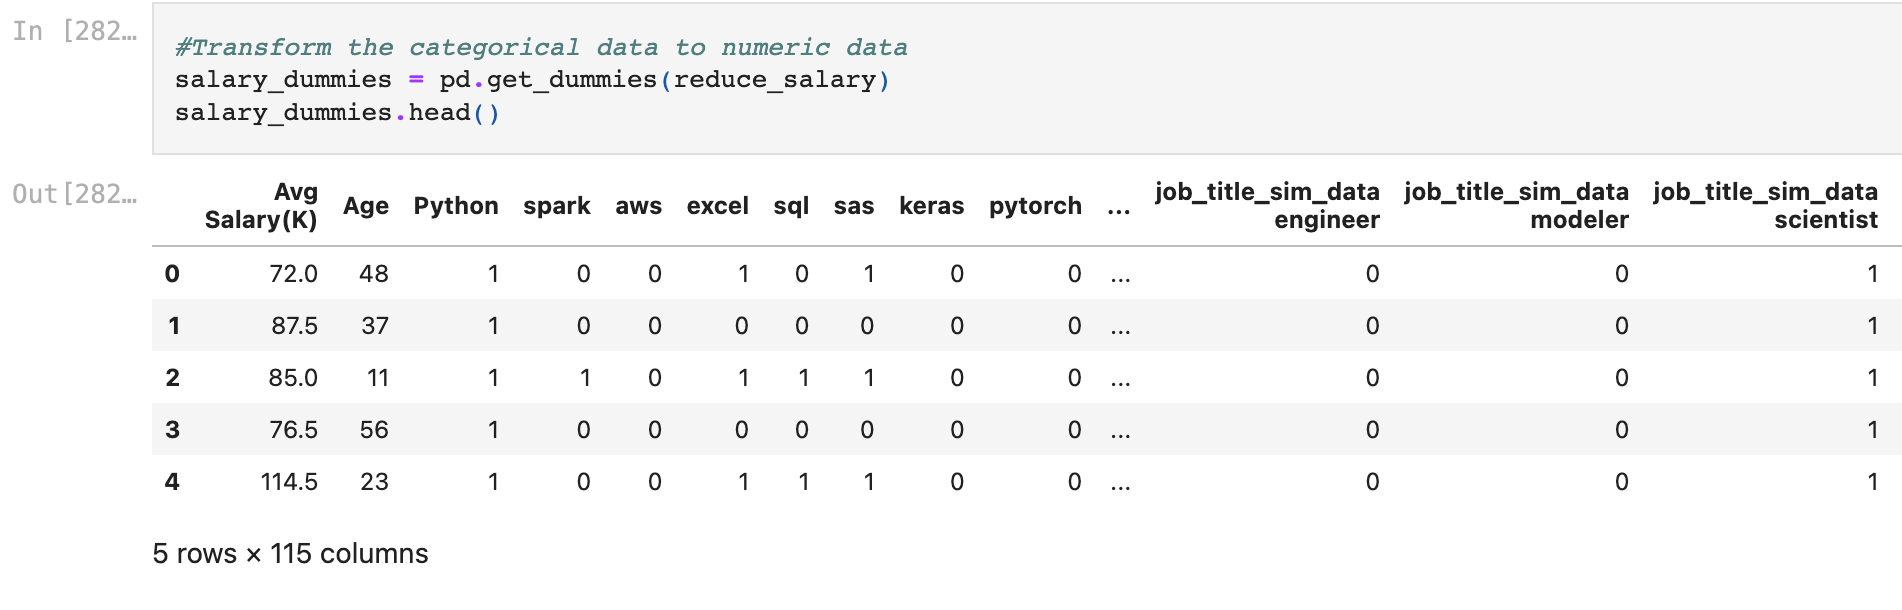 In [282…
#Transform the categorical data to numeric data
salary_dummies = pd.get_dummies(reduce_salary)
salary_dummies.head()
Out[282…
Avg Salary(K) Age Python spark aws excel sql sas keras pytorch ... job_title_sim_data engineer job_title_sim_data modeler job_title_sim_data scientist
0 72.0 48 1 0 0 1 0 1 0 0 ... 0 0 1
1 87.5 37 1 0 0 0 0 0 0 0 ... 0 0 1
2 85.0 11 1 1 0 1 1 1 0 0 ... 0 0 1
3 76.5 56 1 0 0 0 0 0 0 0 ... 0 0 1
4 114.5 23 1 0 0 1 1 1 0 0 ... 0 0 1
5 rows × 115 columns